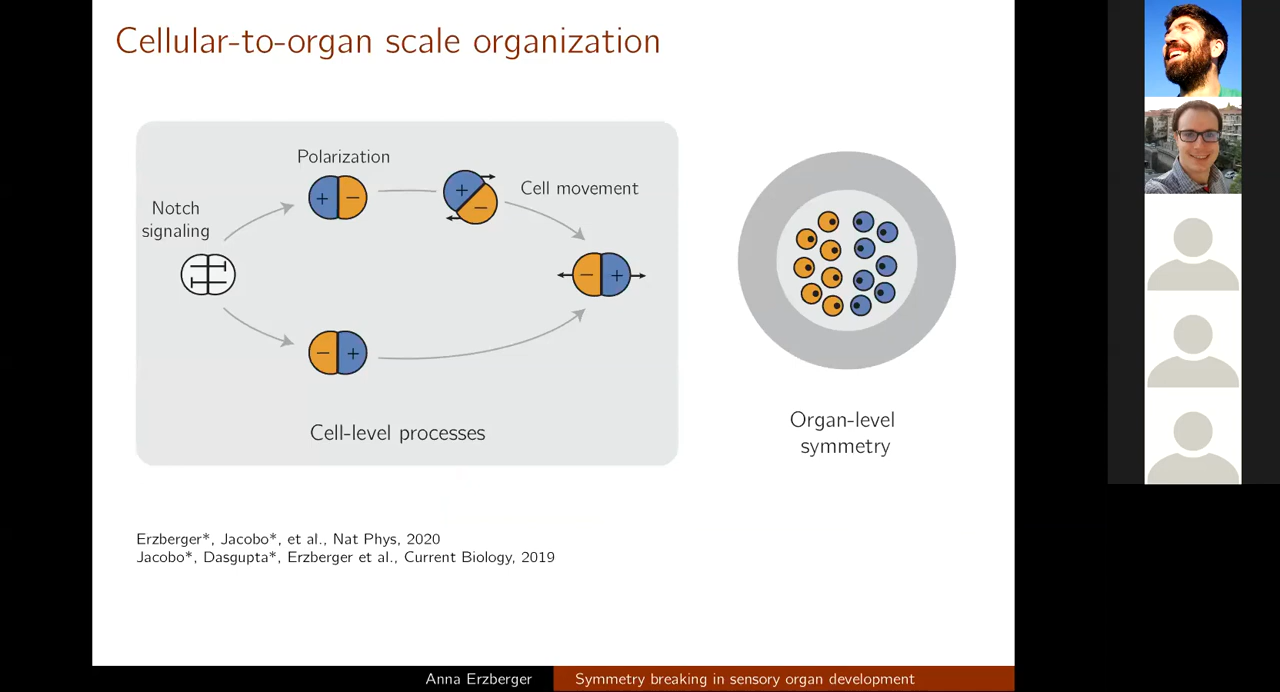 Cellular-to-organ scale organization
Polarization
Notch
signaling
Cell movement
+ −
+
−
− +
− +
Cell-level processes
Organ-level
symmetry
Erzberger*, Jacobo*, et al., Nat Phys, 2020
Jacobo*, Dasgupta*, Erzberger et al., Current Biology, 2019
Anna Erzberger
Symmetry breaking in sensory organ development